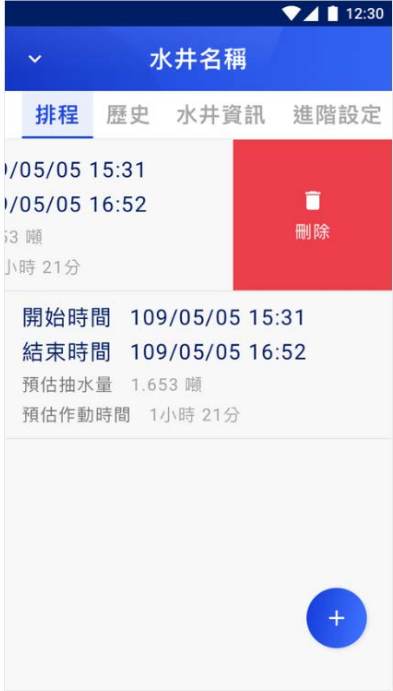 12:30
水井名稱
排程 歷史 水井資訊 進階設定
/05/05 15:31
/05/05 16:52
53 噸
小時 21分
刪除
開始時間 109/05/05 15:31
結束時間 109/05/05 16:52
預估抽水量 1.653 噸
預估作動時間 1小時 21分
+